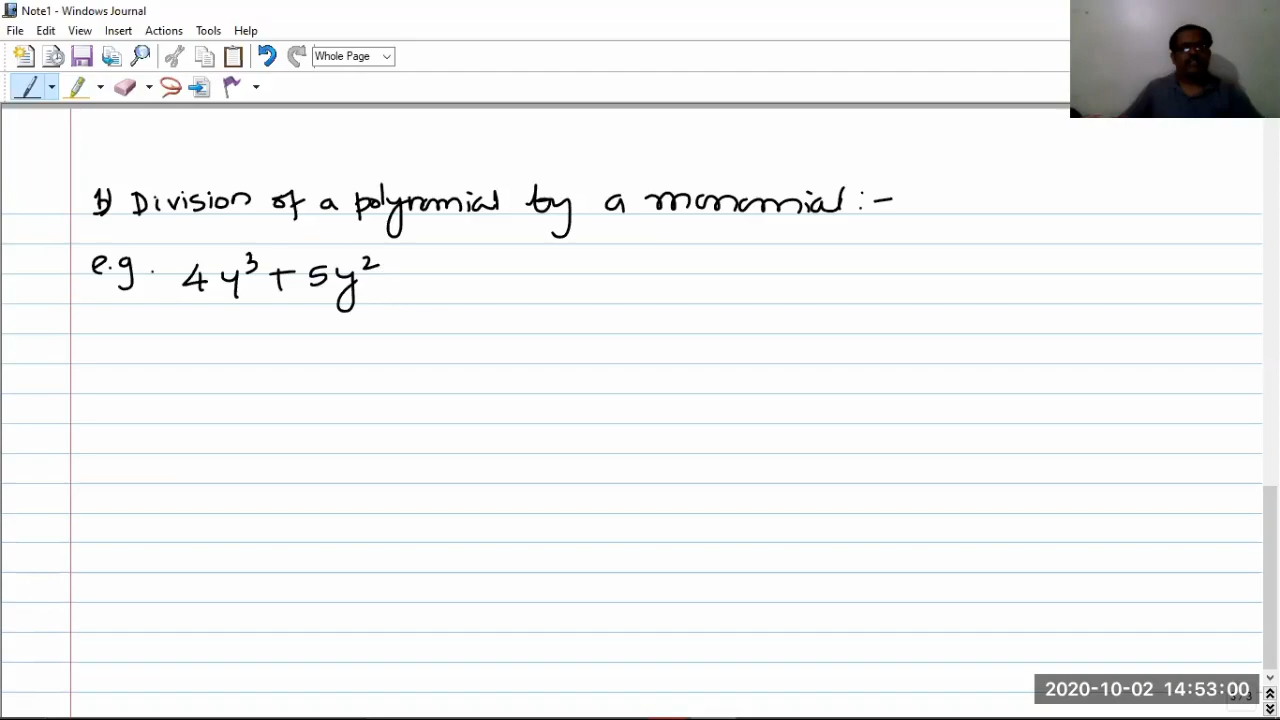 Note1 - Windows Journal
File Edit View Insert Actions Tools Help
Whole Page
1) Division of a polynomial by a monomial :-
e.g. 4y³ + 5y²
2020-10-02 14:53:00